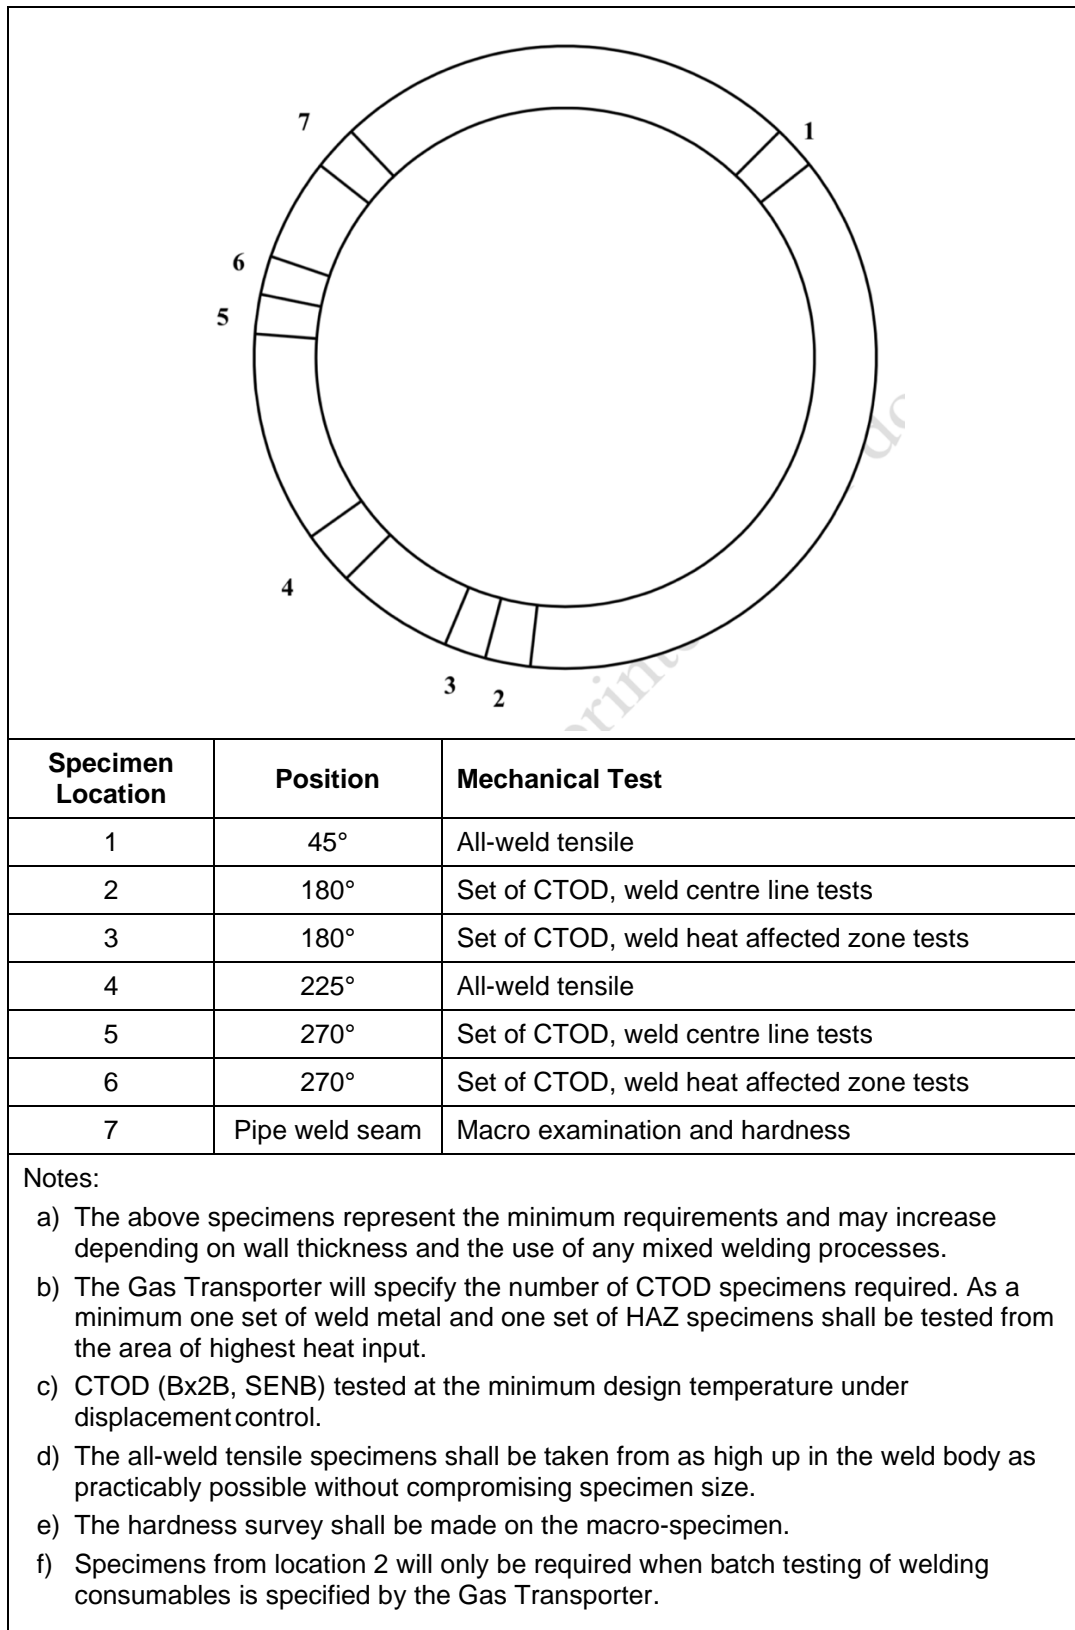 7
1
6
5
4
3
2
Specimen Location | Position | Mechanical Test
1 | 45° | All-weld tensile
2 | 180° | Set of CTOD, weld centre line tests
3 | 180° | Set of CTOD, weld heat affected zone tests
4 | 225° | All-weld tensile
5 | 270° | Set of CTOD, weld centre line tests
6 | 270° | Set of CTOD, weld heat affected zone tests
7 | Pipe weld seam | Macro examination and hardness
Notes:
a) The above specimens represent the minimum requirements and may increase
depending on wall thickness and the use of any mixed welding processes.
b) The Gas Transporter will specify the number of CTOD specimens required. As a
minimum one set of weld metal and one set of HAZ specimens shall be tested from
the area of highest heat input.
c) CTOD (Bx2B, SENB) tested at the minimum design temperature under
displacement control.
d) The all-weld tensile specimens shall be taken from as high up in the weld body as
practicably possible without compromising specimen size.
e) The hardness survey shall be made on the macro-specimen.
f) Specimens from location 2 will only be required when batch testing of welding
consumables is specified by the Gas Transporter.